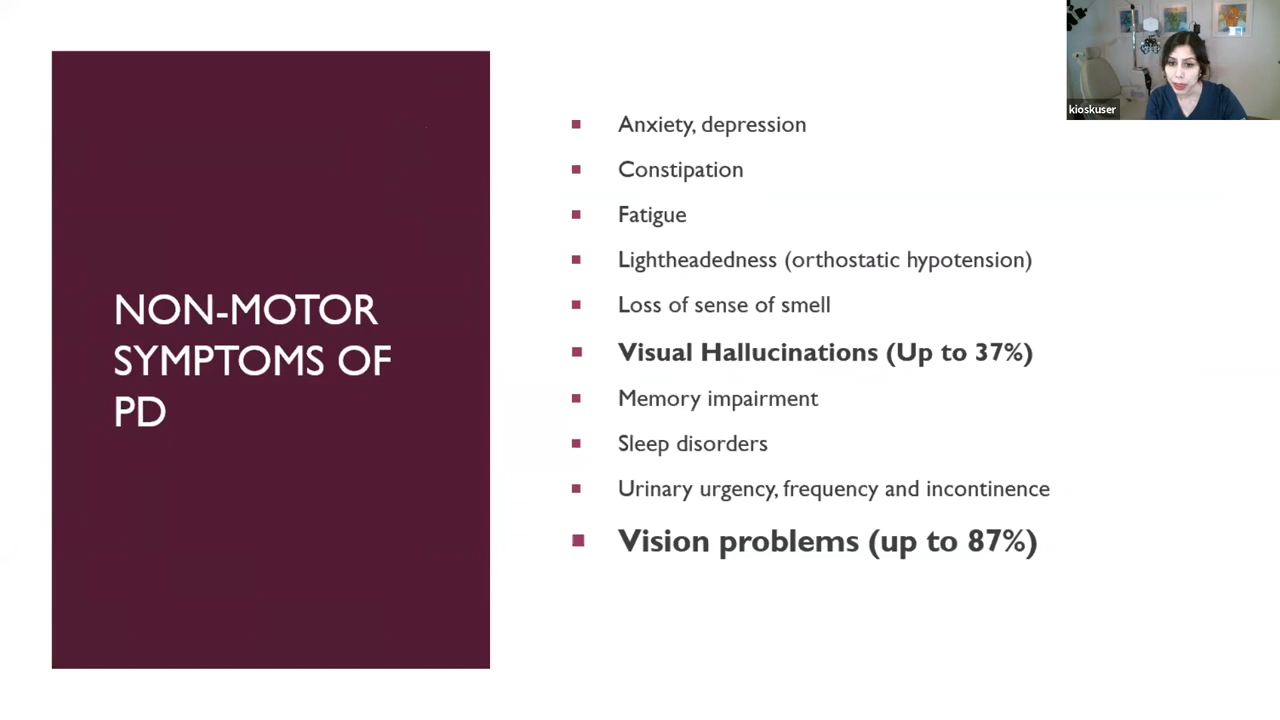 NON-MOTOR
SYMPTOMS OF
PD
Anxiety, depression
Constipation
Fatigue
Lightheadedness (orthostatic hypotension)
Loss of sense of smell
Visual Hallucinations (Up to 37%)
Memory impairment
Sleep disorders
Urinary urgency, frequency and incontinence
Vision problems (up to 87%)
kioskuser